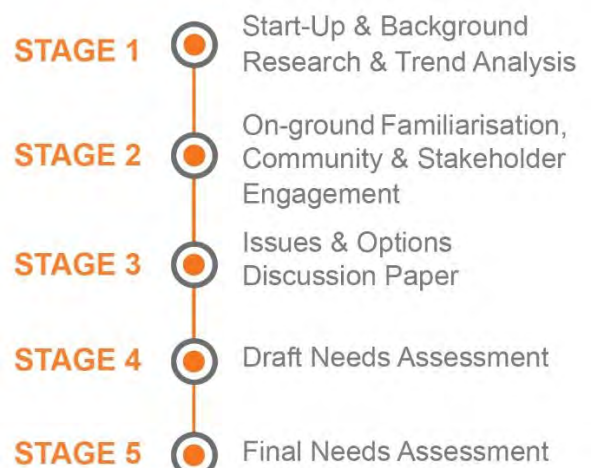 STAGE 1
Start-Up & Background
Research & Trend Analysis
STAGE 2
On-ground Familiarisation,
Community & Stakeholder
Engagement
STAGE 3
Issues & Options
Discussion Paper
STAGE 4
Draft Needs Assessment
STAGE 5
Final Needs Assessment